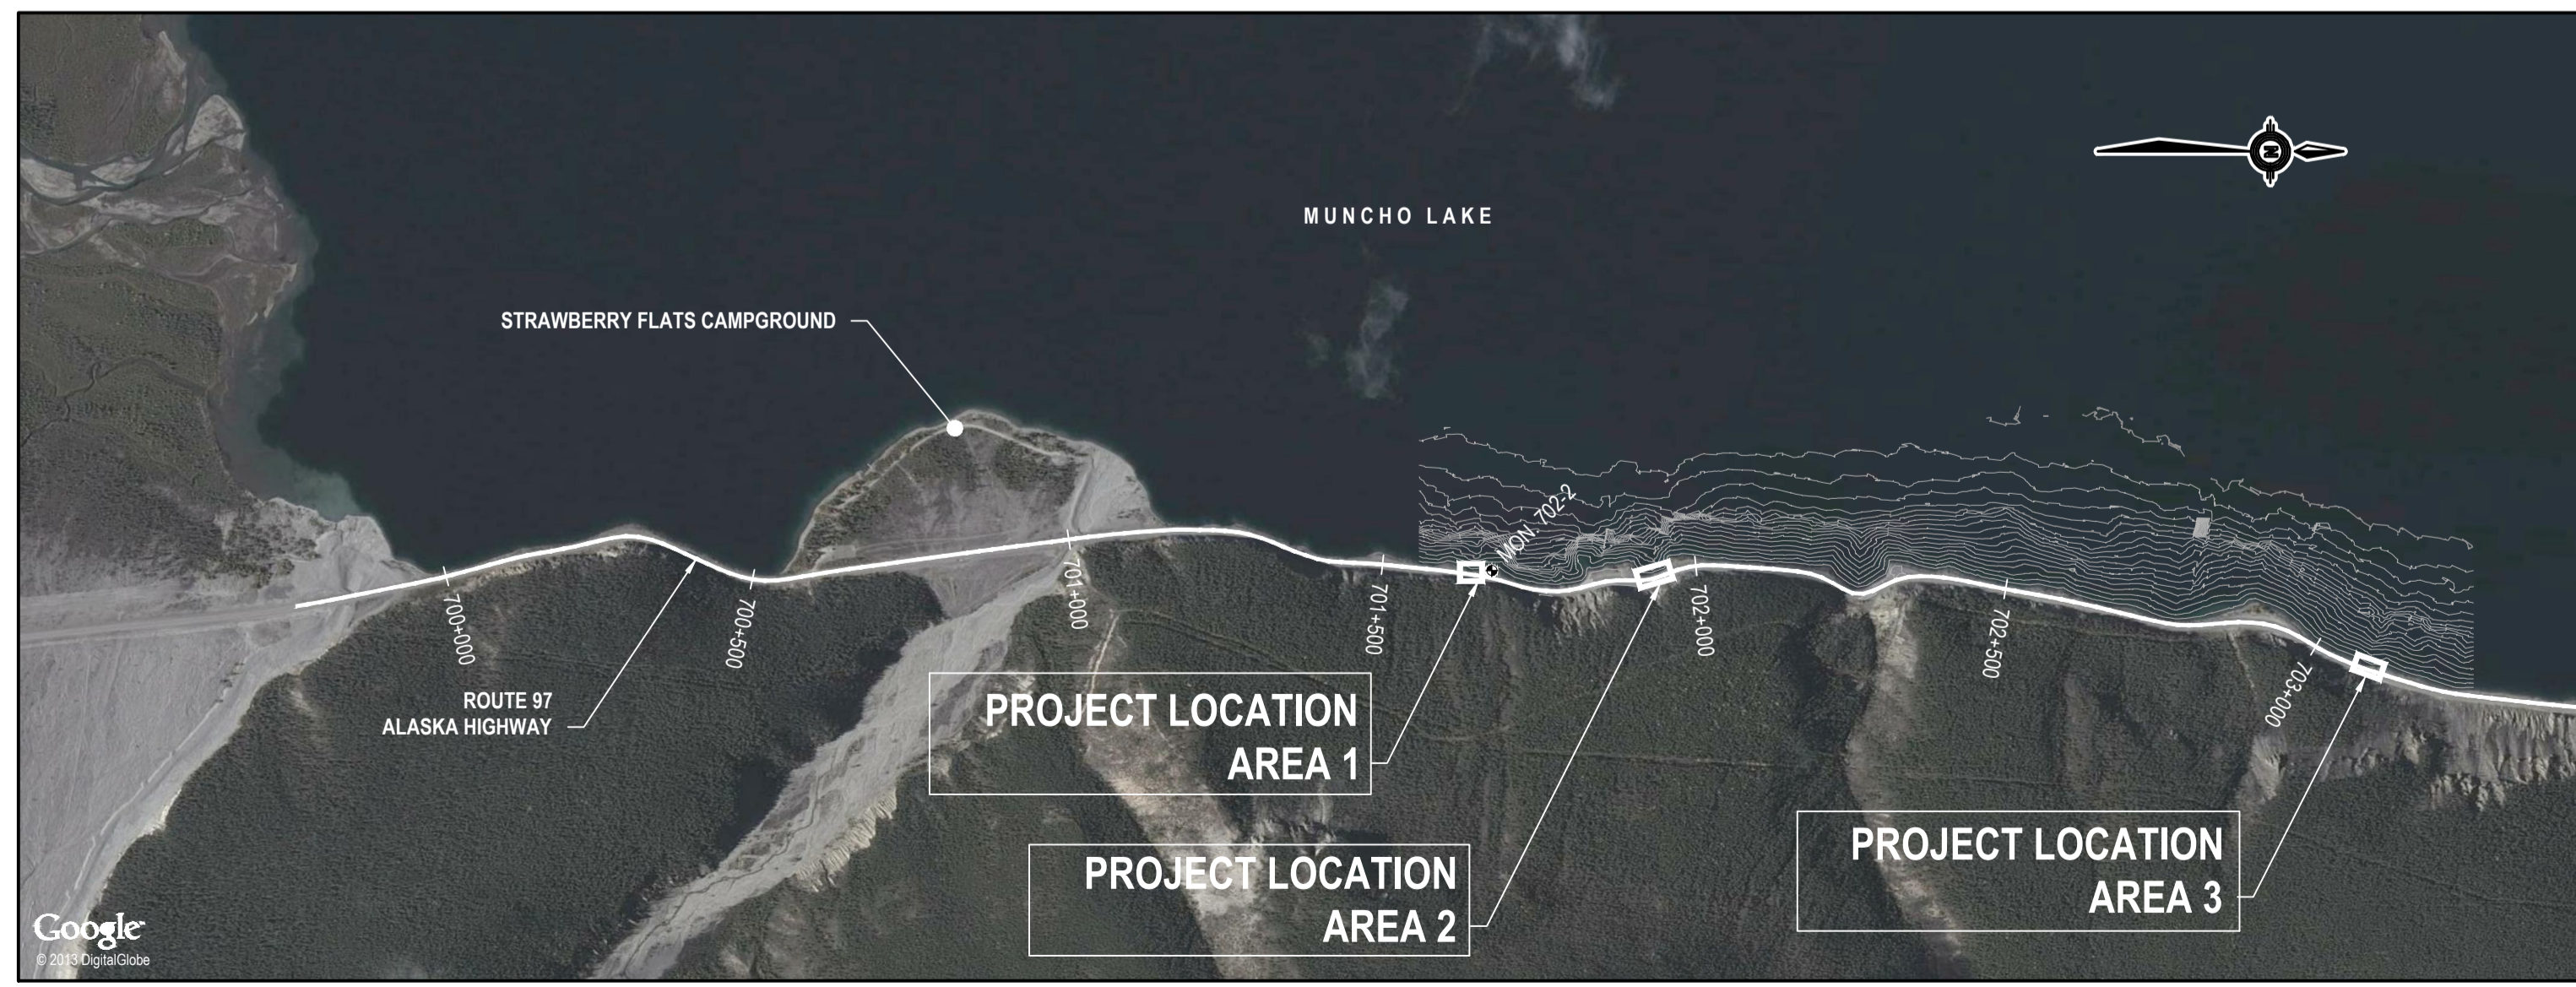 MUNCHO LAKE
N
STRAWBERRY FLATS CAMPGROUND
MON. 702-2
700+000
700+500
701+000
701+500
702+000
702+500
703+000
ROUTE 97
ALASKA HIGHWAY
PROJECT LOCATION
AREA 1
PROJECT LOCATION
AREA 2
PROJECT LOCATION
AREA 3
Google
© 2013 DigitalGlobe